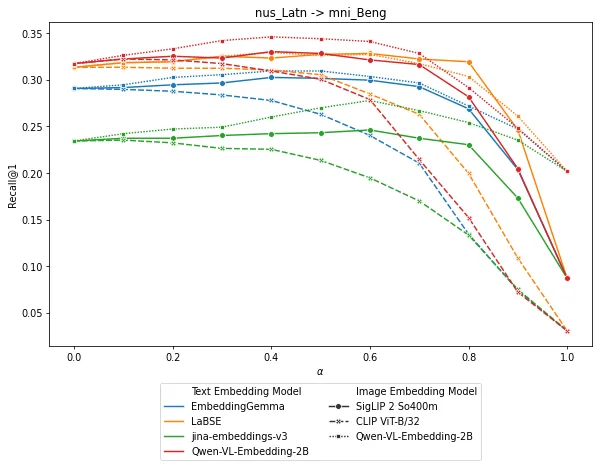 nus_Latn -> mni_Beng
Recall@1
0.35
0.30
0.25
0.20
0.15
0.10
0.05
0.0 0.2 0.4 0.6 0.8 1.0
α
Text Embedding Model
EmbeddingGemma
LaBSE
jina-embeddings-v3
Qwen-VL-Embedding-2B
Image Embedding Model
SigLIP 2 So400m
CLIP ViT-B/32
Qwen-VL-Embedding-2B